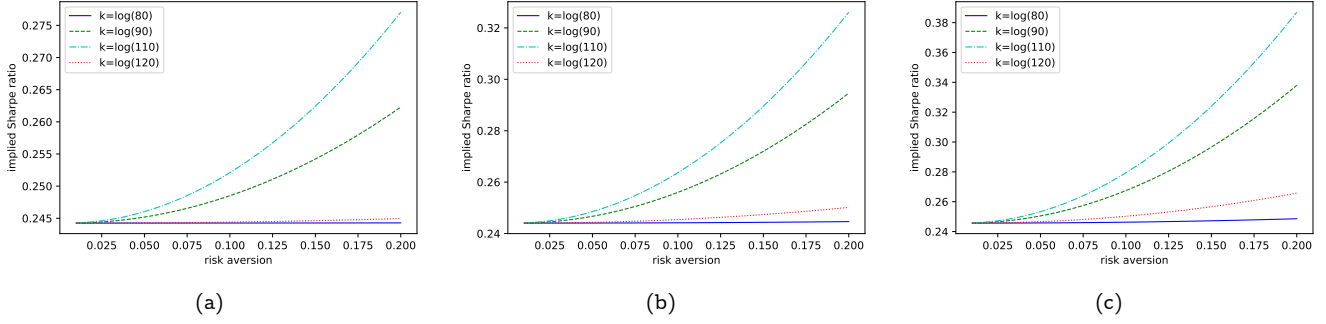 0.275
0.270
0.265
0.260
0.255
0.250
0.245
implied Sharpe ratio
k=log(80)
k=log(90)
k=log(110)
k=log(120)
0.025 0.050 0.075 0.100 0.125 0.150 0.175 0.200
risk aversion
(a)
0.32
0.30
0.28
0.26
0.24
implied Sharpe ratio
k=log(80)
k=log(90)
k=log(110)
k=log(120)
0.025 0.050 0.075 0.100 0.125 0.150 0.175 0.200
risk aversion
(b)
0.38
0.36
0.34
0.32
0.30
0.28
0.26
0.24
implied Sharpe ratio
k=log(80)
k=log(90)
k=log(110)
k=log(120)
0.025 0.050 0.075 0.100 0.125 0.150 0.175 0.200
risk aversion
(c)